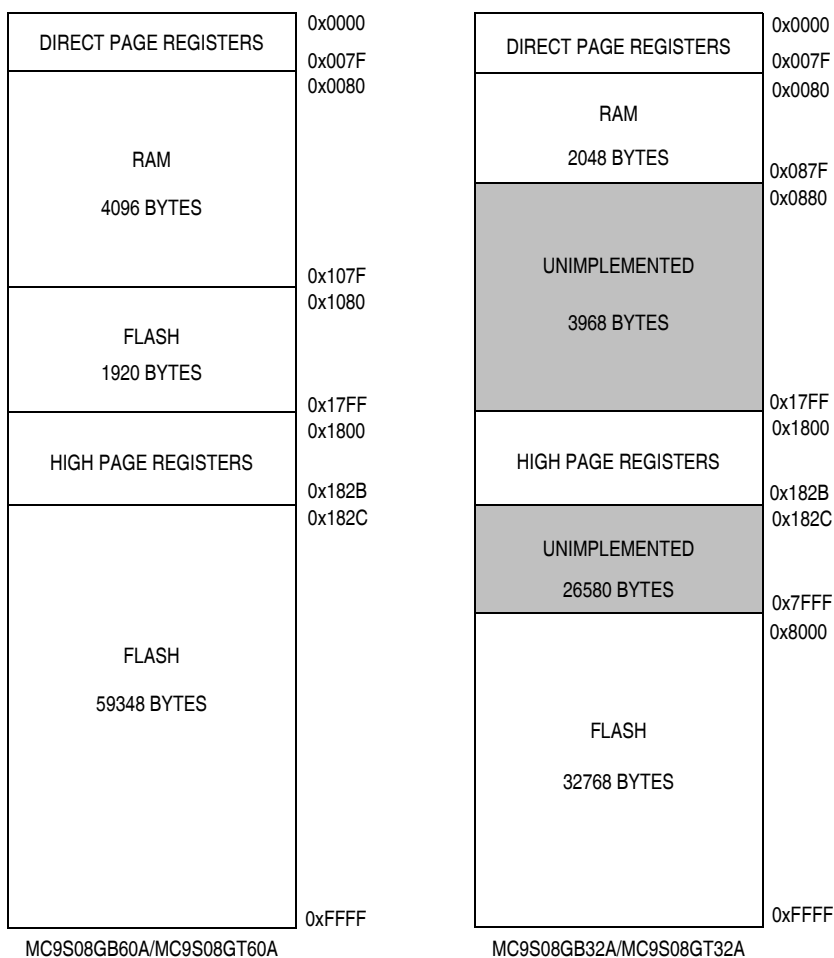 0x0000
DIRECT PAGE REGISTERS
0x007F
0x0080
RAM
4096 BYTES
0x107F
0x1080
FLASH
1920 BYTES
0x17FF
0x1800
HIGH PAGE REGISTERS
0x182B
0x182C
FLASH
59348 BYTES
0xFFFF
MC9S08GB60A/MC9S08GT60A
0x0000
DIRECT PAGE REGISTERS
0x007F
0x0080
RAM
2048 BYTES
0x087F
0x0880
UNIMPLEMENTED
3968 BYTES
0x17FF
0x1800
HIGH PAGE REGISTERS
0x182B
0x182C
UNIMPLEMENTED
26580 BYTES
0x7FFF
0x8000
FLASH
32768 BYTES
0xFFFF
MC9S08GB32A/MC9S08GT32A